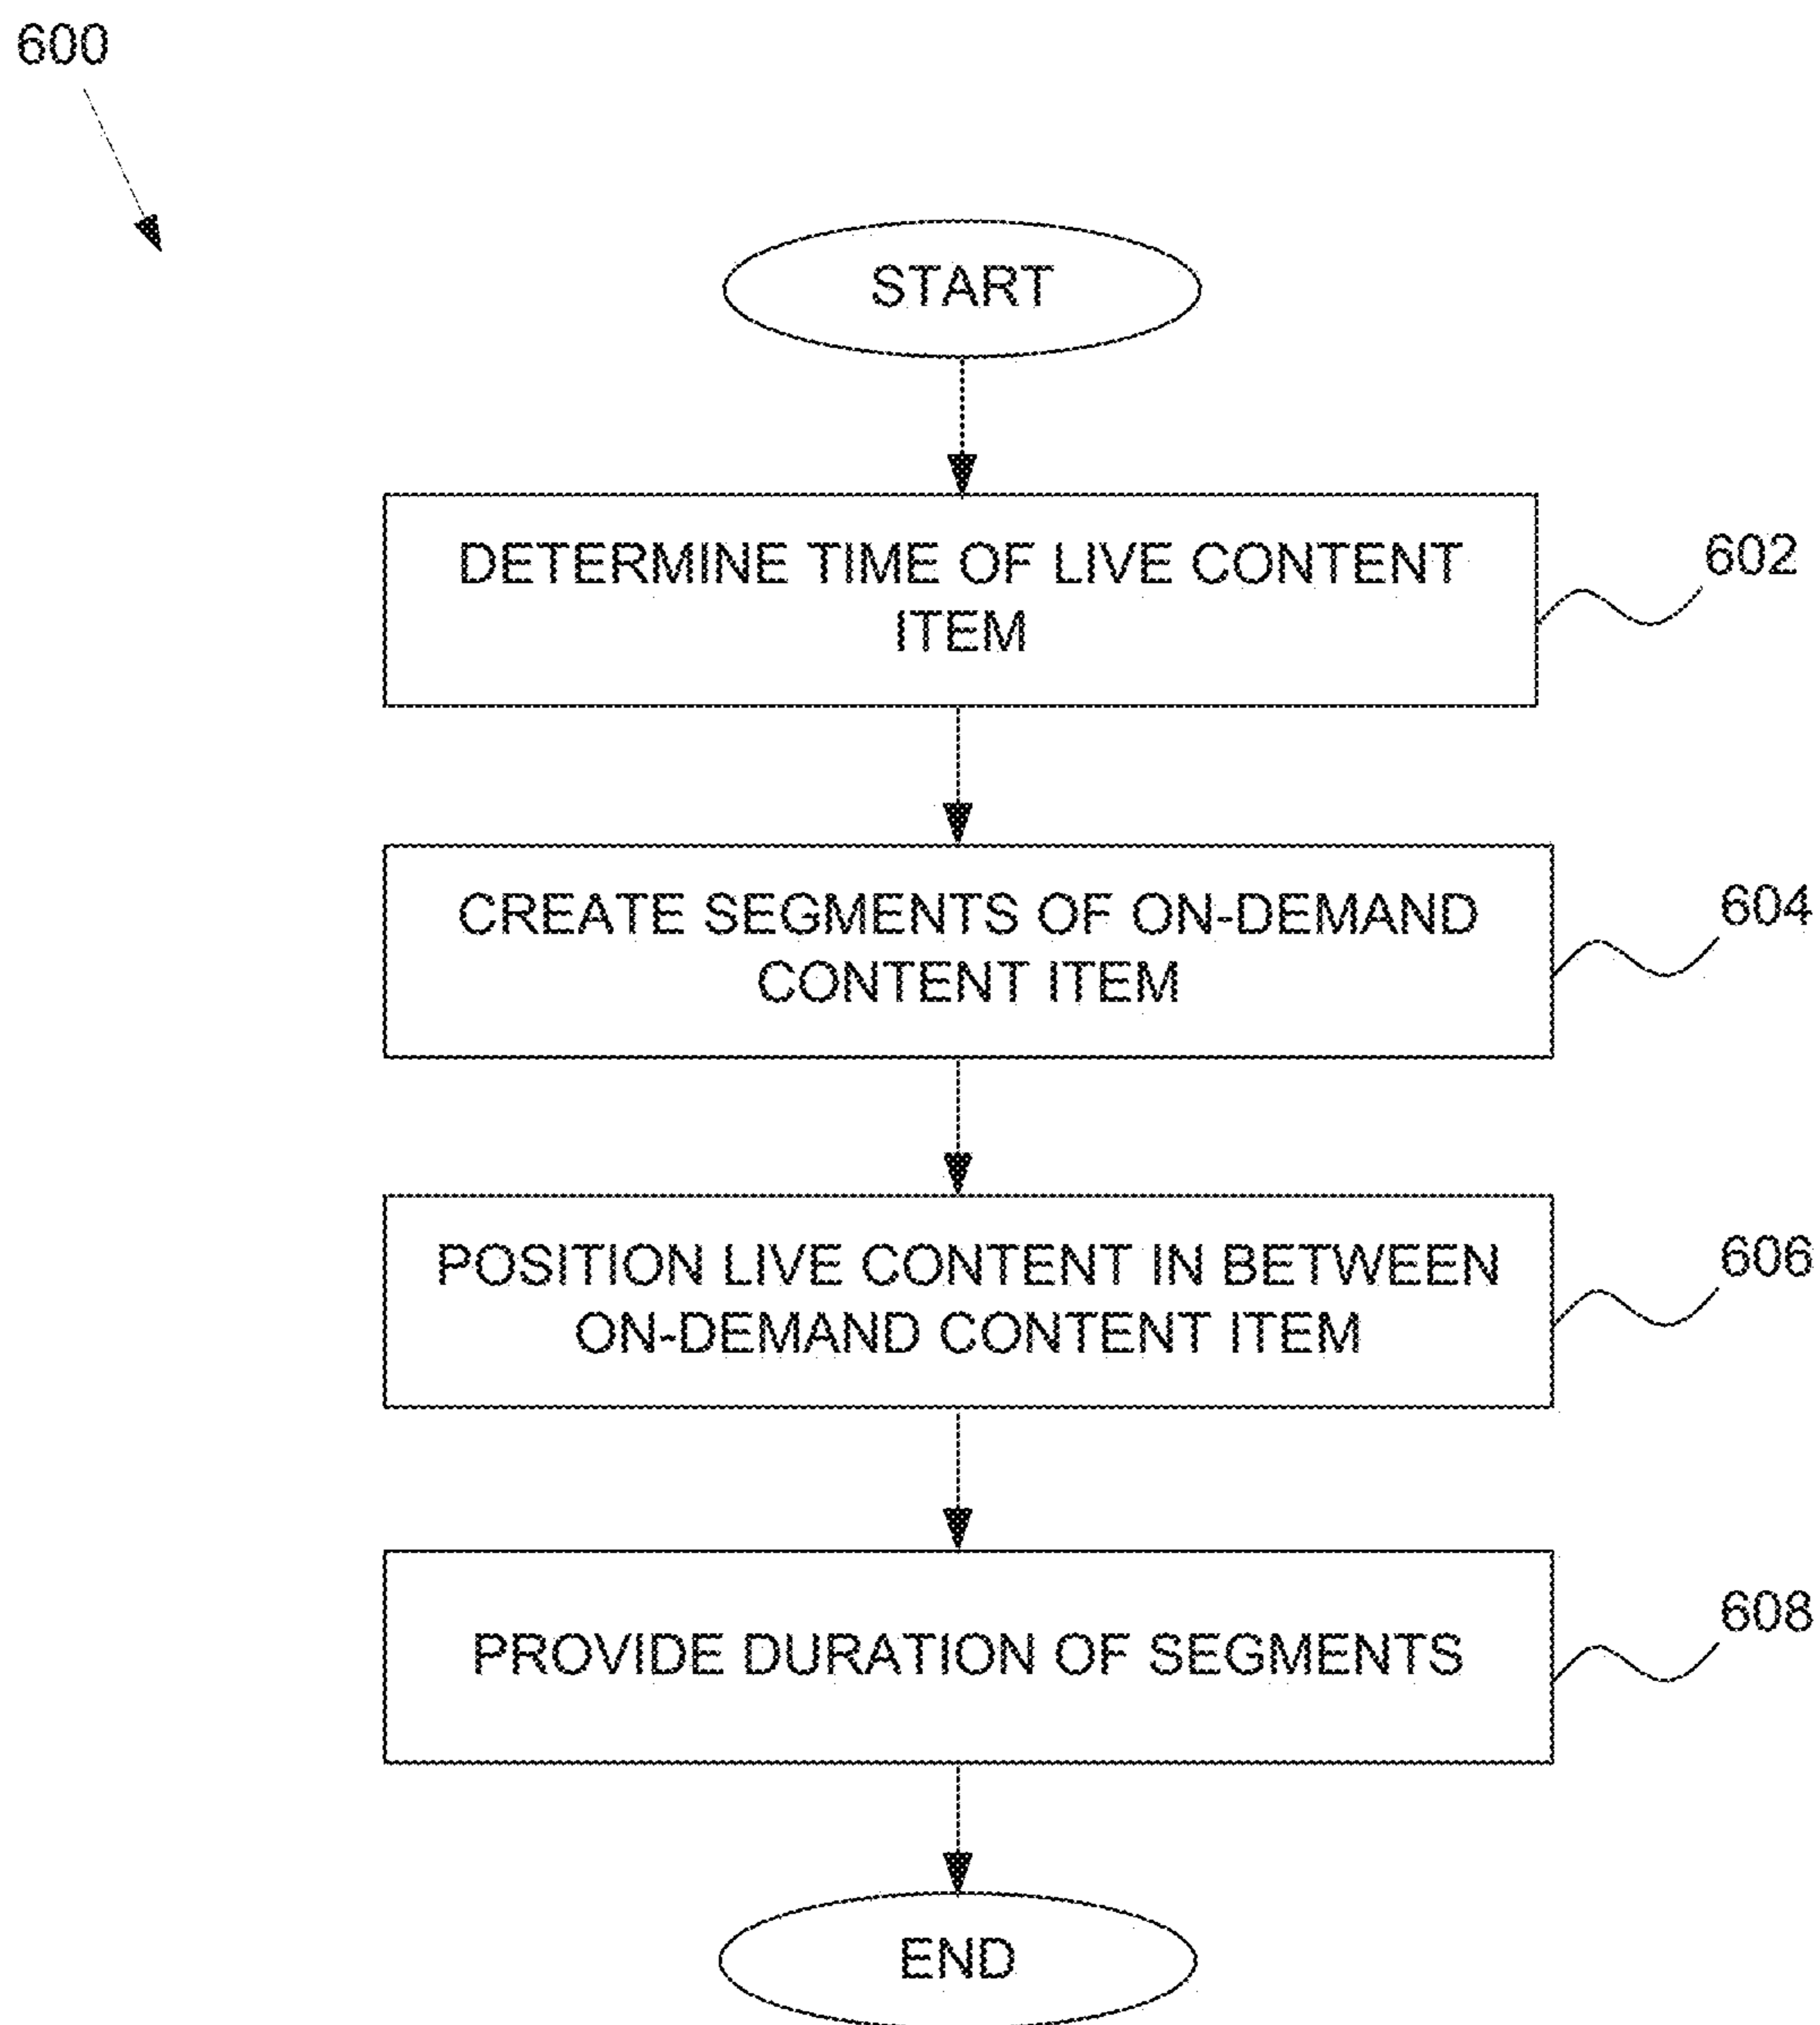 600
START
DETERMINE TIME OF LIVE CONTENT
ITEM
602
CREATE SEGMENTS OF ON-DEMAND
CONTENT ITEM
604
POSITION LIVE CONTENT IN BETWEEN
ON-DEMAND CONTENT ITEM
606
PROVIDE DURATION OF SEGMENTS
608
END